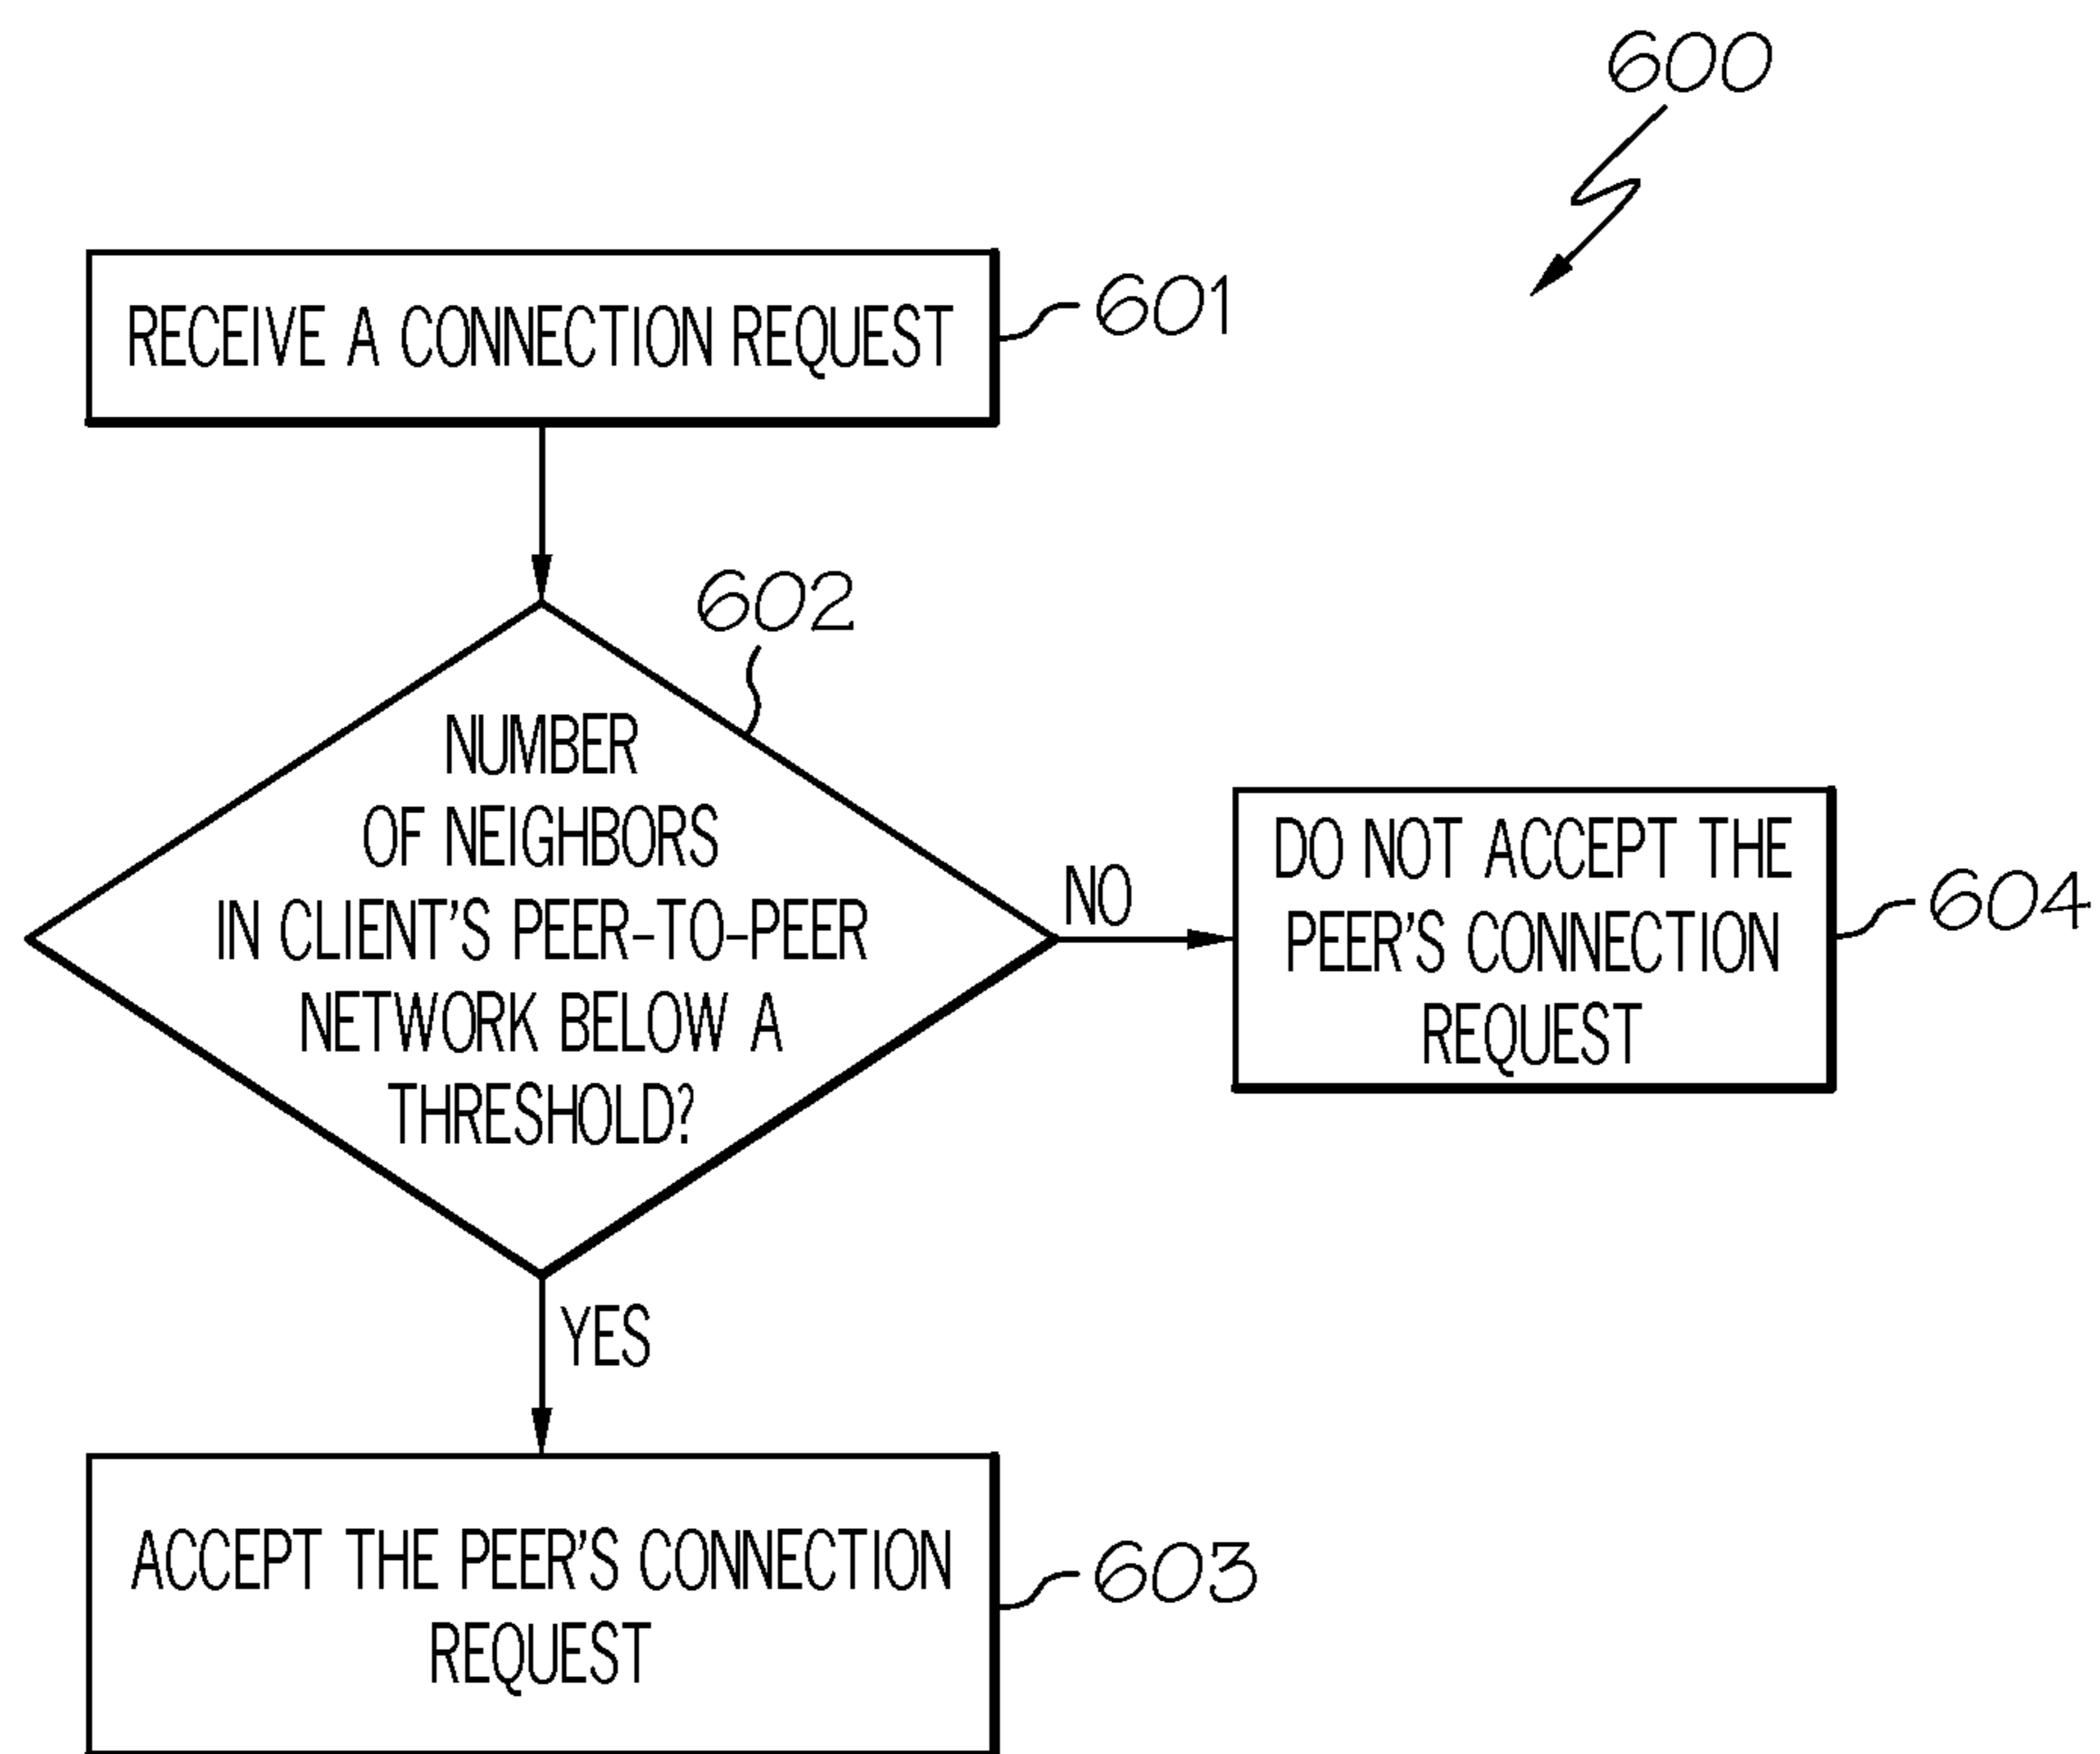 600
RECEIVE A CONNECTION REQUEST
601
602
NUMBER
OF NEIGHBORS
IN CLIENT'S PEER-TO-PEER
NETWORK BELOW A
THRESHOLD?
NO
DO NOT ACCEPT THE
PEER'S CONNECTION
REQUEST
604
YES
ACCEPT THE PEER'S CONNECTION
REQUEST
603